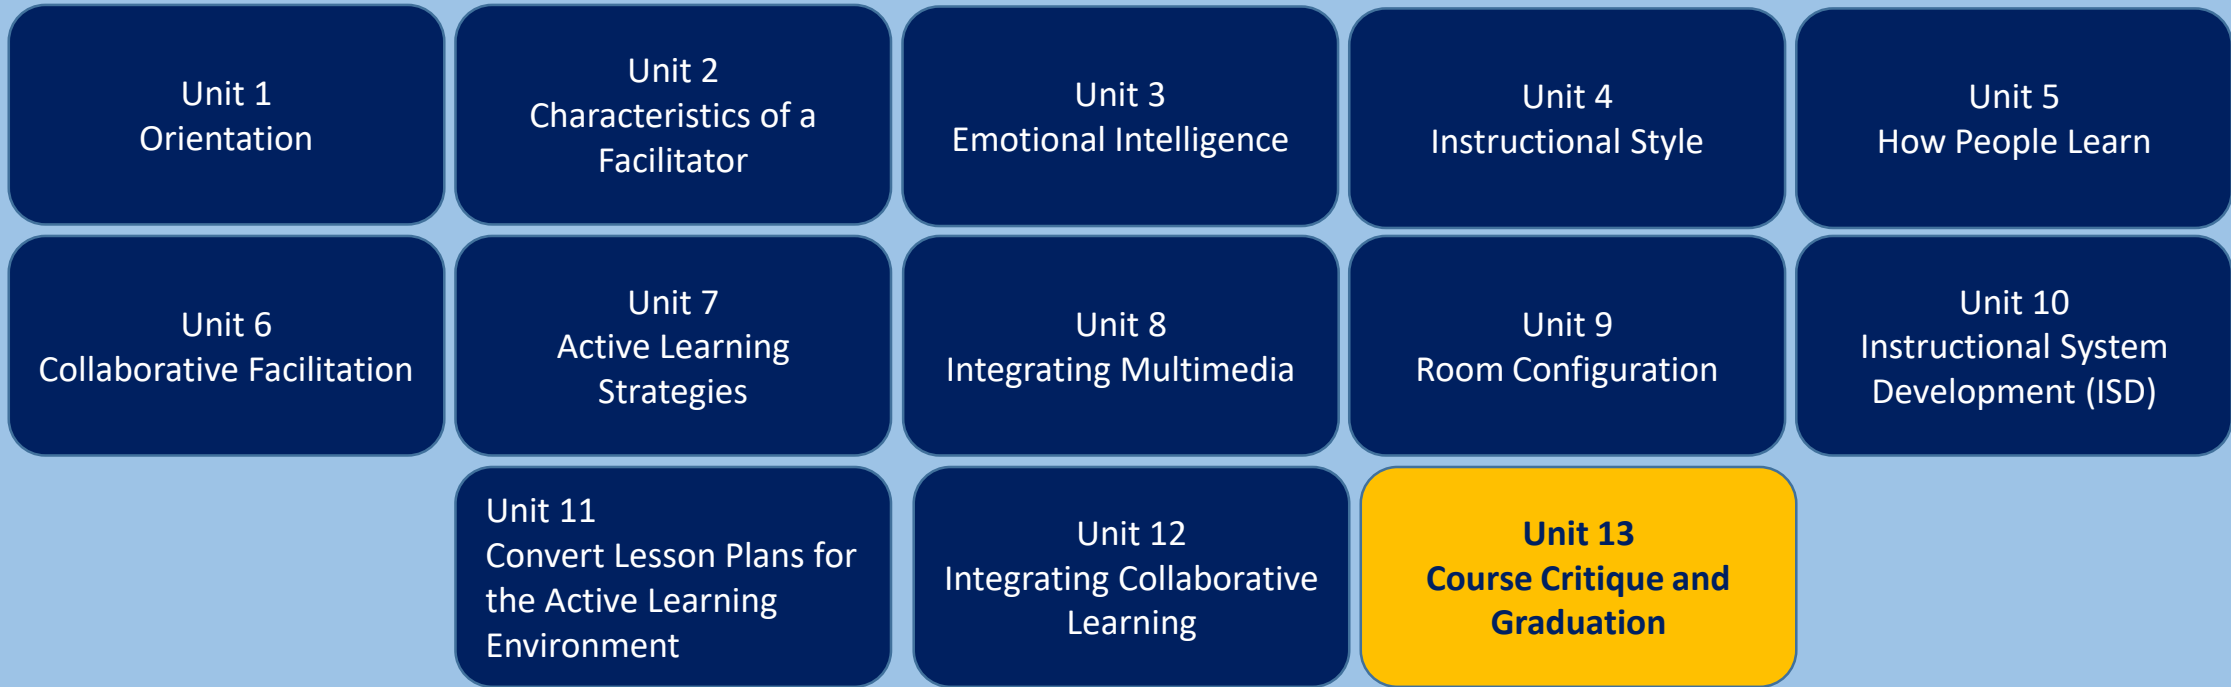 Unit 1
Orientation
Unit 2
Characteristics of a
Facilitator
Unit 3
Emotional Intelligence
Unit 4
Instructional Style
Unit 5
How People Learn
Unit 6
Collaborative Facilitation
Unit 7
Active Learning
Strategies
Unit 8
Integrating Multimedia
Unit 9
Room Configuration
Unit 10
Instructional System
Development (ISD)
Unit 11
Convert Lesson Plans for
the Active Learning
Environment
Unit 12
Integrating Collaborative
Learning
Unit 13
Course Critique and
Graduation